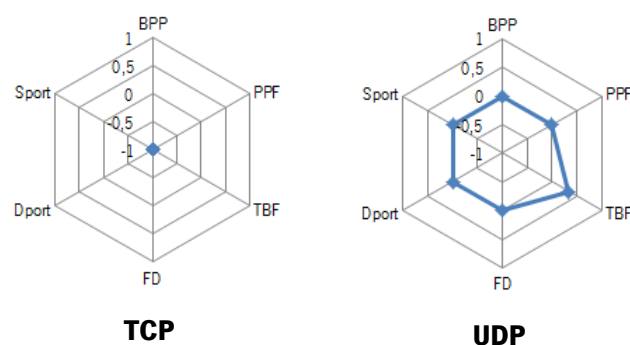 BPP
1
0,5
0
-0,5
-1
PPF
TBF
FD
Dport
Sport
TCP
BPP
1
0,5
0
-0,5
-1
PPF
TBF
FD
Dport
Sport
UDP